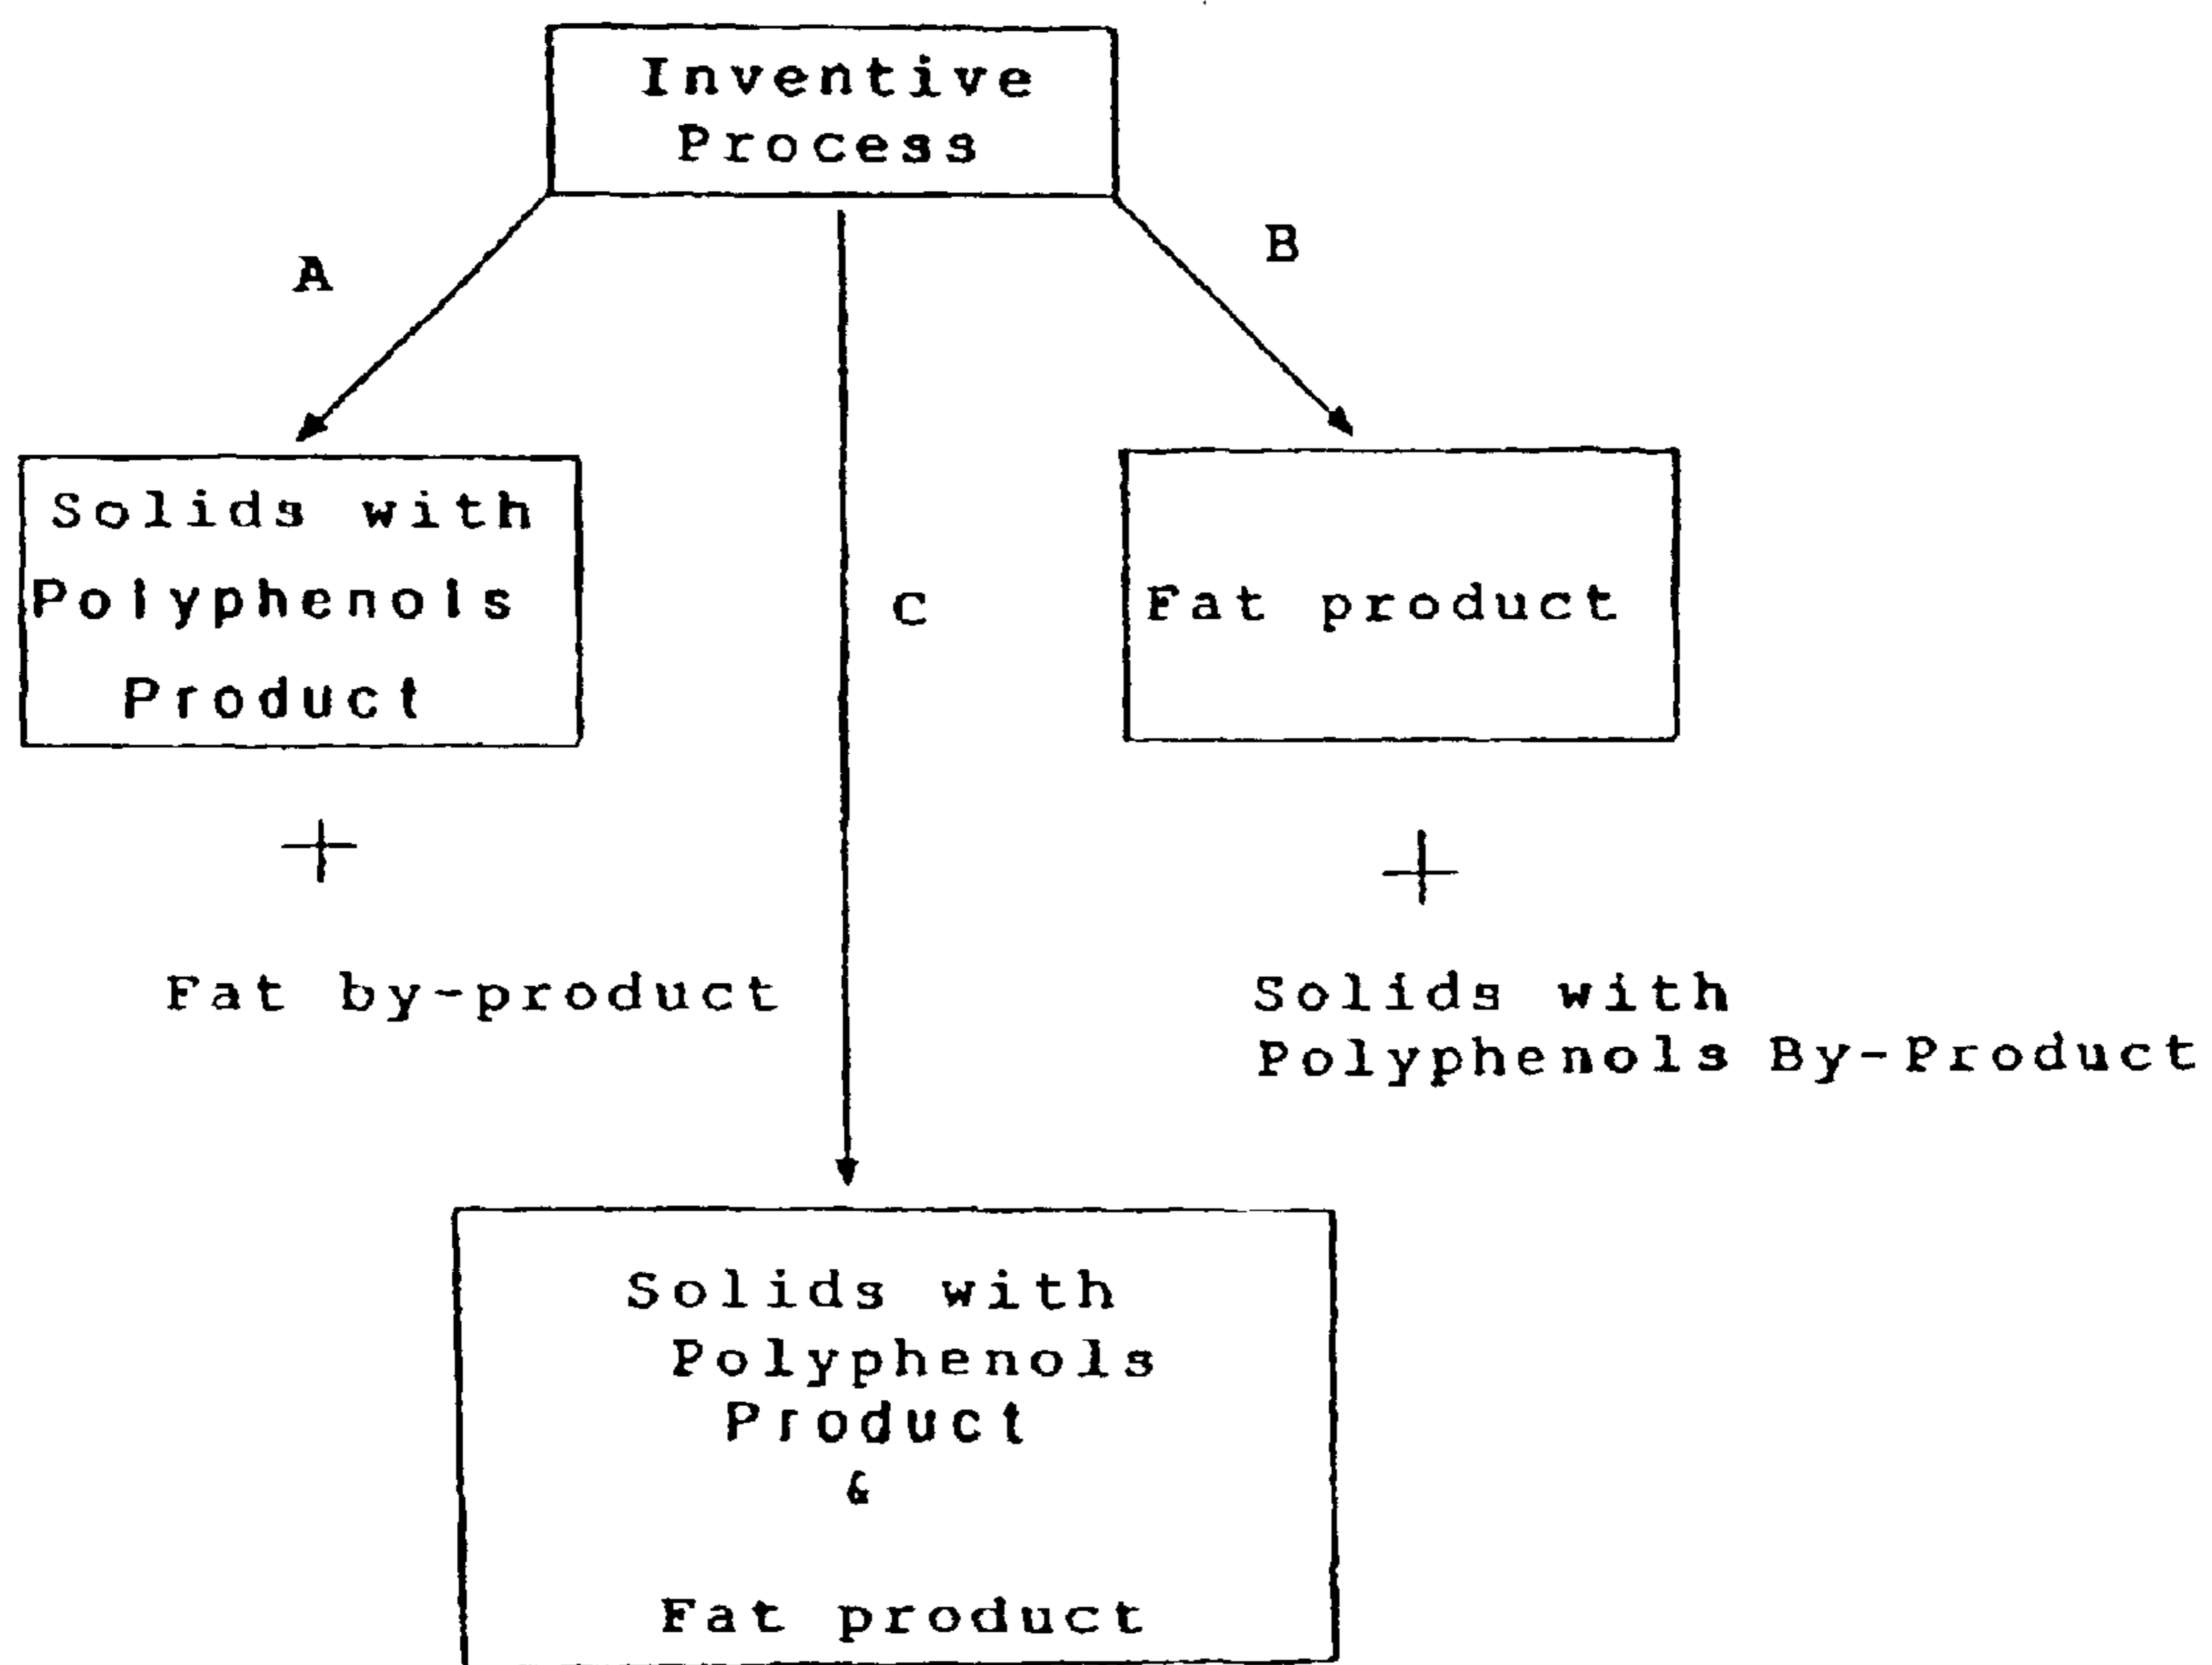 Inventive
Process
A
B
Solids with
Polyphenols
Product
C
Fat product
+
+
Fat by-product
Solids with
Polyphenols By-Product
Solids with
Polyphenols
Product
&
Fat product